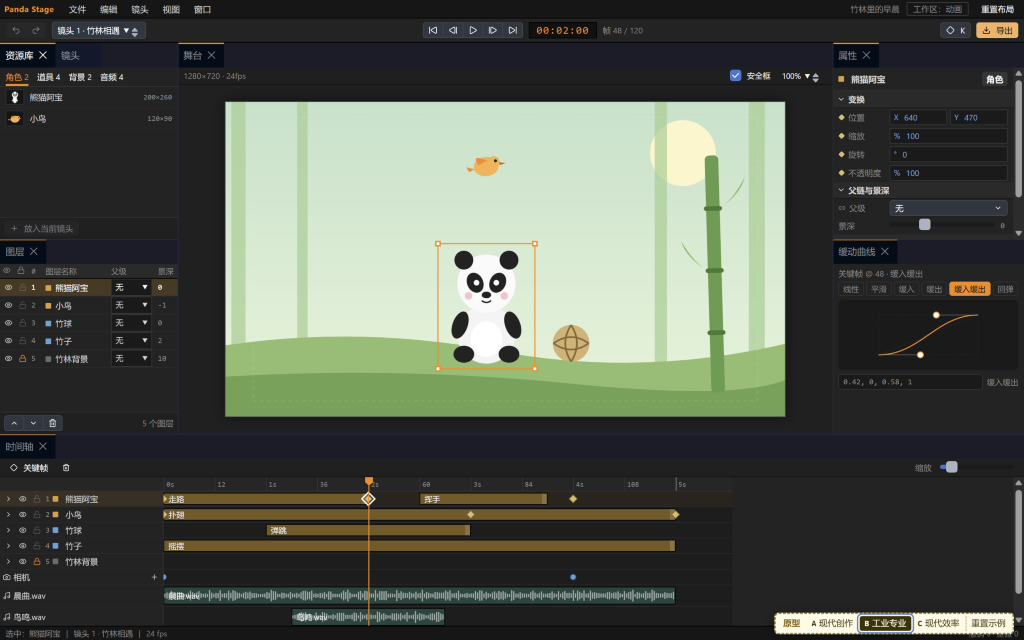 Panda Stage 文件 编辑 镜头 视图 窗口 竹林里的早晨 工作区: 动画 重置布局
镜头 1 · 竹林相遇 00:02:00 帧 48 / 120 K 导出
资源库 镜头 舞台 属性
角色 2 道具 4 背景 2 音频 4
1280×720 · 24fps 安全框 100%
熊猫阿宝 200×260
小鸟 120×90
+ 放入当前镜头
熊猫阿宝 角色
变换
位置 X 640 Y 470
缩放 % 100
旋转 ° 0
不透明度 % 100
父链与景深
父级 无
景深 0
图层
# 图层名称 父级 景深
1 熊猫阿宝 无 0
2 小鸟 无 -1
3 竹球 无 0
4 竹子 无 2
5 竹林背景 无 10
5 个图层
缓动曲线
关键帧 @ 48 · 缓入缓出
线性 平滑 缓入 缓出 缓入缓出 回弹
0.42, 0, 0.58, 1 缓入缓出
时间轴
关键帧 缩放
0s 12 1s 36 2s 60 3s 84 4s 108 5s
1 熊猫阿宝 走路 挥手
2 小鸟 扑翅
3 竹球 弹跳
4 竹子 摇摆
5 竹林背景
相机 +
晨曲.wav 晨曲.wav
鸟鸣.wav 鸟鸣.wav
选中: 熊猫阿宝 | 镜头 1 · 竹林相遇 | 24 fps
原型 A 现代创作 B 工业专业 C 现代效率 重置示例